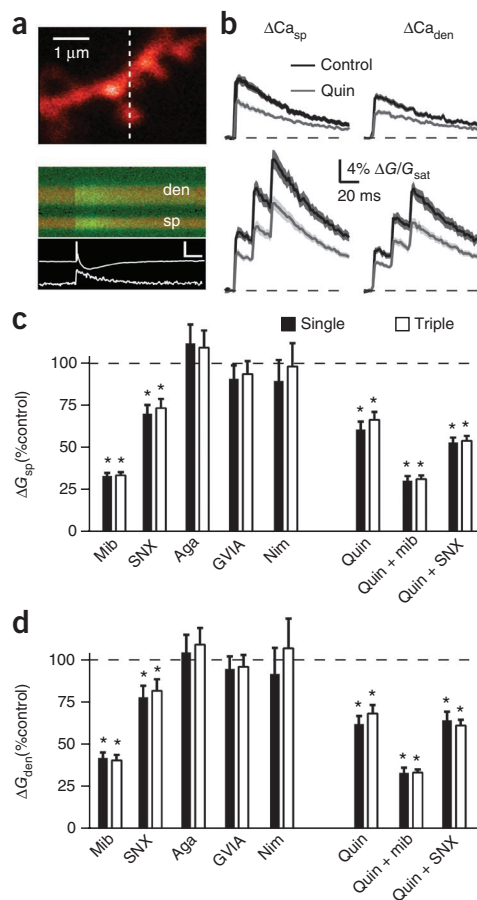 a
1 μm
den
sp
b
ΔCa_sp
ΔCa_den
Control
Quin
4% ΔG/G_sat
20 ms
c
Single
Triple
ΔG_sp (%control)
100
75
50
25
0
* * * * * * * * * *
Mib
SNX
Aga
GVIA
Nim
Quin
Quin + mib
Quin + SNX
d
ΔG_den (%control)
100
75
50
25
0
* * * * * * * * * *
Mib
SNX
Aga
GVIA
Nim
Quin
Quin + mib
Quin + SNX